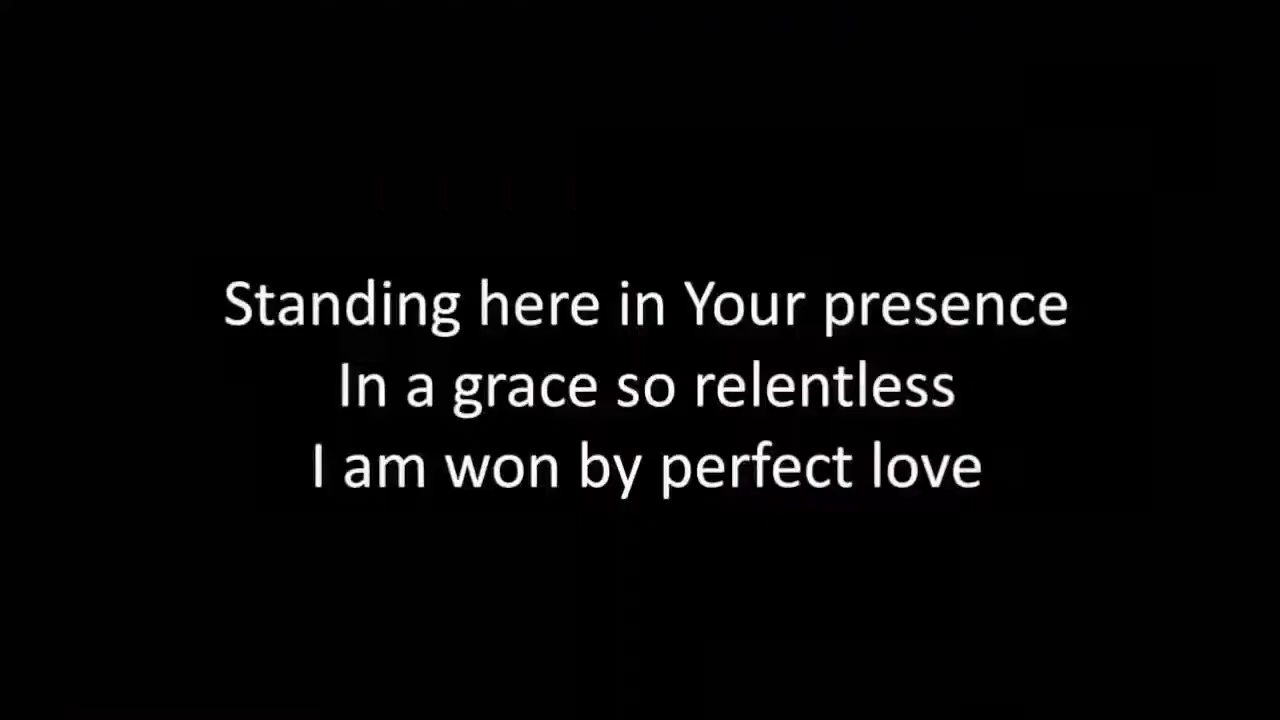 Standing here in Your presence
In a grace so relentless
I am won by perfect love